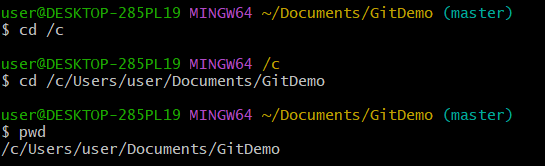 user@DESKTOP-285PL19 MINGW64 ~/Documents/GitDemo (master)
$ cd /c
user@DESKTOP-285PL19 MINGW64 /c
$ cd /c/Users/user/Documents/GitDemo
user@DESKTOP-285PL19 MINGW64 ~/Documents/GitDemo (master)
$ pwd
/c/Users/user/Documents/GitDemo